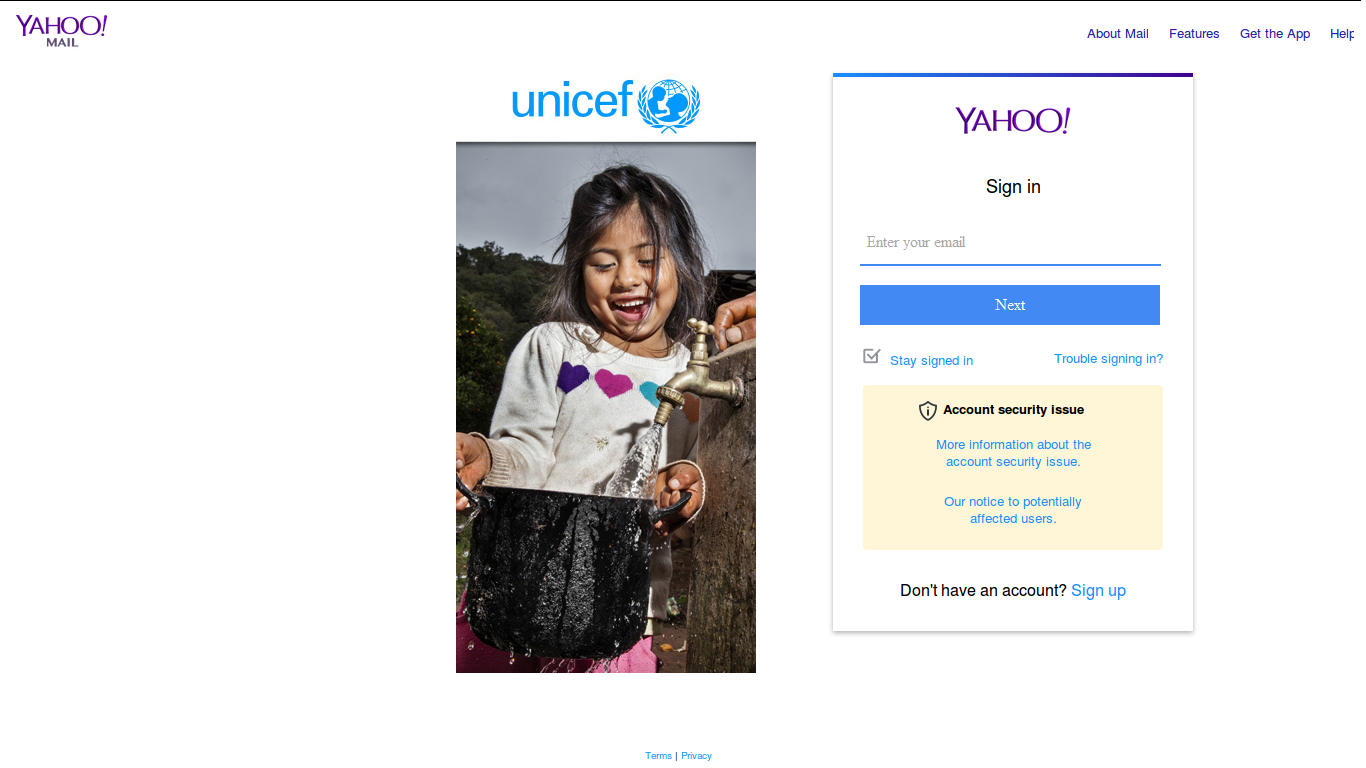 YAHOO!
MAIL
About Mail Features Get the App Help
unicef
YAHOO!
Sign in
Enter your email
Next
Stay signed in Trouble signing in?
Account security issue
More information about the
account security issue.
Our notice to potentially
affected users.
Don't have an account? Sign up
Terms | Privacy